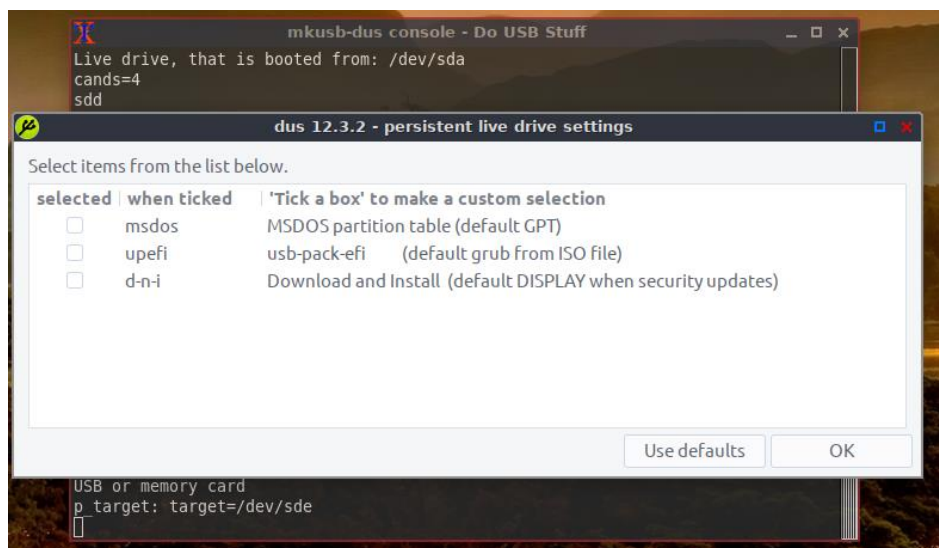 mkusb-dus console - Do USB Stuff
Live drive, that is booted from: /dev/sda
cands=4
sdd
dus 12.3.2 - persistent live drive settings
Select items from the list below.
selected when ticked 'Tick a box' to make a custom selection
msdos MSDOS partition table (default GPT)
upefi usb-pack-efi (default grub from ISO file)
d-n-i Download and Install (default DISPLAY when security updates)
Use defaults OK
USB or memory card
p_target: target=/dev/sde